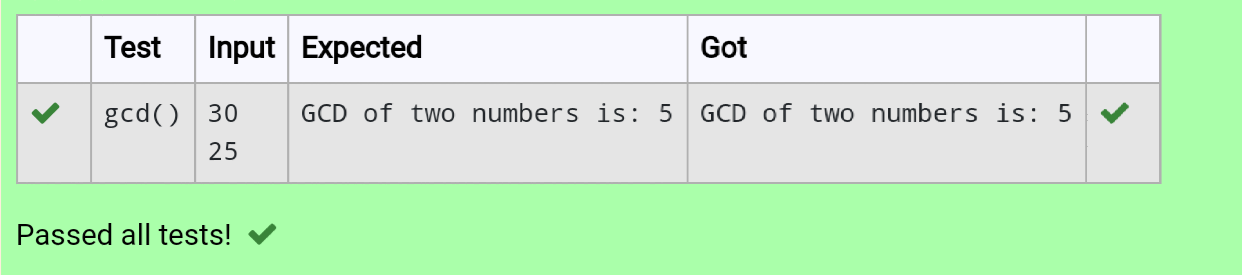 Test Input Expected Got
gcd() 30 GCD of two numbers is: 5 GCD of two numbers is: 5
25
Passed all tests!